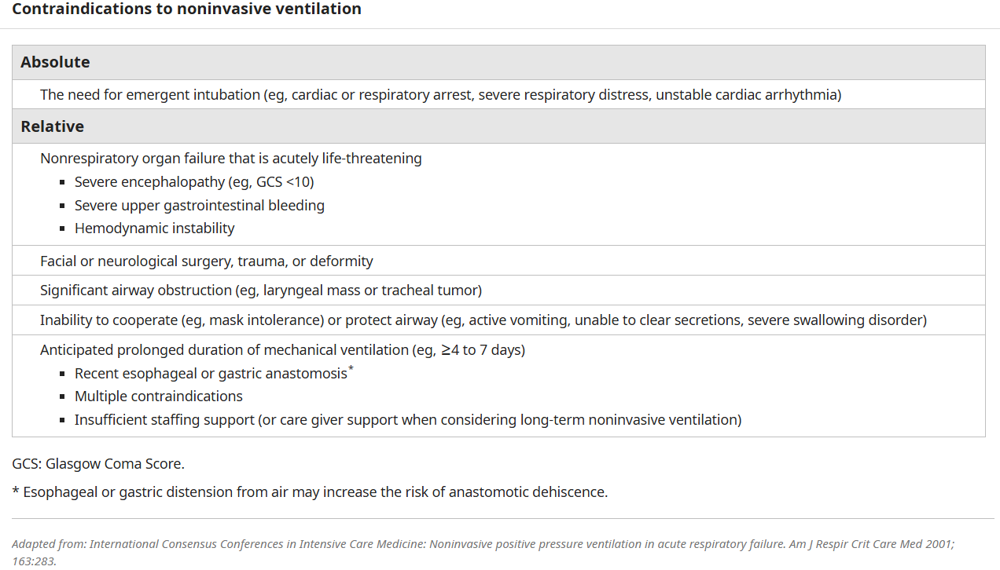 Contraindications to noninvasive ventilation
Absolute
The need for emergent intubation (eg, cardiac or respiratory arrest, severe respiratory distress, unstable cardiac arrhythmia)
Relative
Nonrespiratory organ failure that is acutely life-threatening
▪ Severe encephalopathy (eg, GCS <10)
▪ Severe upper gastrointestinal bleeding
▪ Hemodynamic instability
Facial or neurological surgery, trauma, or deformity
Significant airway obstruction (eg, laryngeal mass or tracheal tumor)
Inability to cooperate (eg, mask intolerance) or protect airway (eg, active vomiting, unable to clear secretions, severe swallowing disorder)
Anticipated prolonged duration of mechanical ventilation (eg, ≥4 to 7 days)
▪ Recent esophageal or gastric anastomosis*
▪ Multiple contraindications
▪ Insufficient staffing support (or care giver support when considering long-term noninvasive ventilation)
GCS: Glasgow Coma Score.
* Esophageal or gastric distension from air may increase the risk of anastomotic dehiscence.
Adapted from: International Consensus Conferences in Intensive Care Medicine: Noninvasive positive pressure ventilation in acute respiratory failure. Am J Respir Crit Care Med 2001;
163:283.